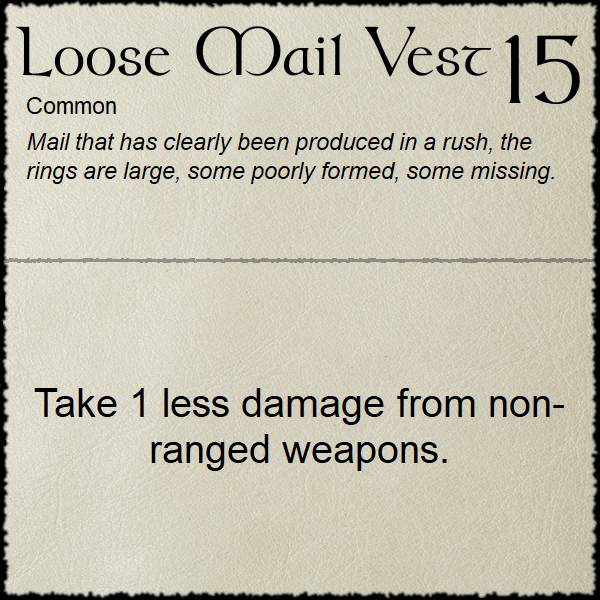 Loose Mail Vest 15
Common
Mail that has clearly been produced in a rush, the
rings are large, some poorly formed, some missing.
Take 1 less damage from non-
ranged weapons.